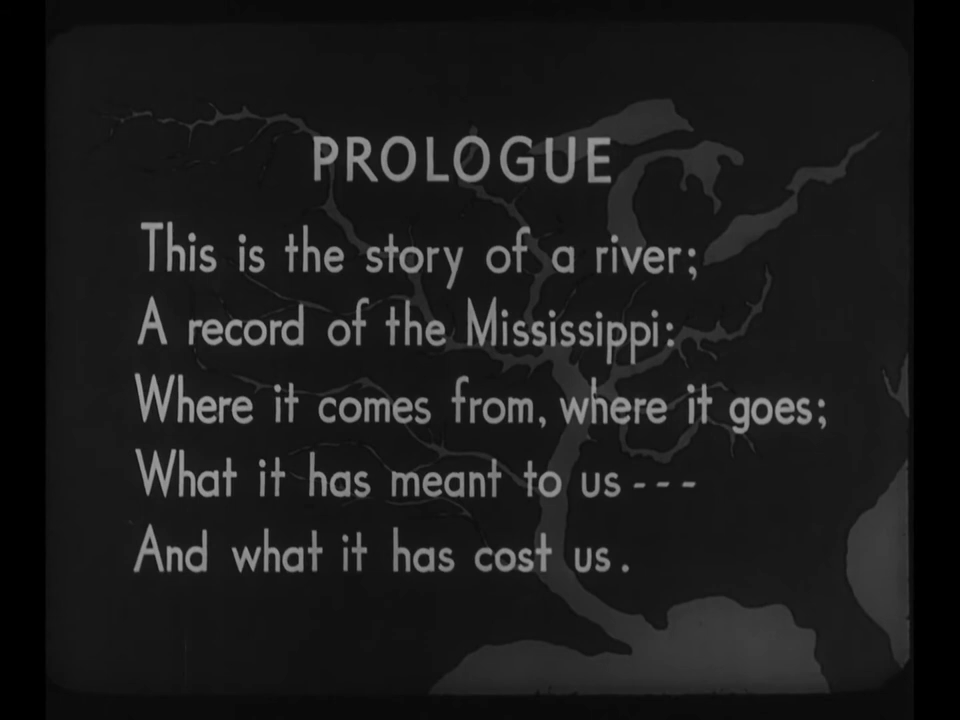 PROLOGUE
This is the story of a river;
A record of the Mississippi:
Where it comes from, where it goes;
What it has meant to us---
And what it has cost us.